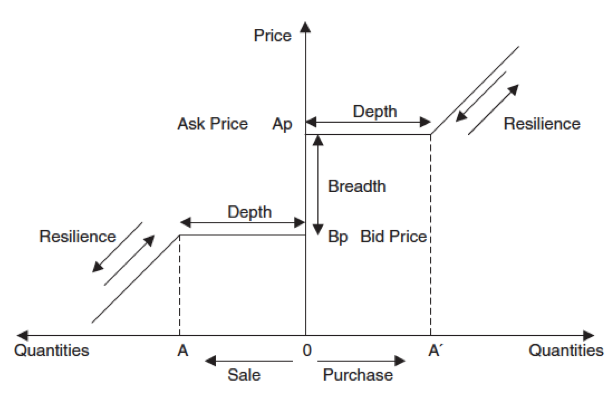 Price
Ask Price Ap
Depth
Resilience
Breadth
Depth
Resilience
Bp Bid Price
Quantities A 0 A´ Quantities
Sale Purchase